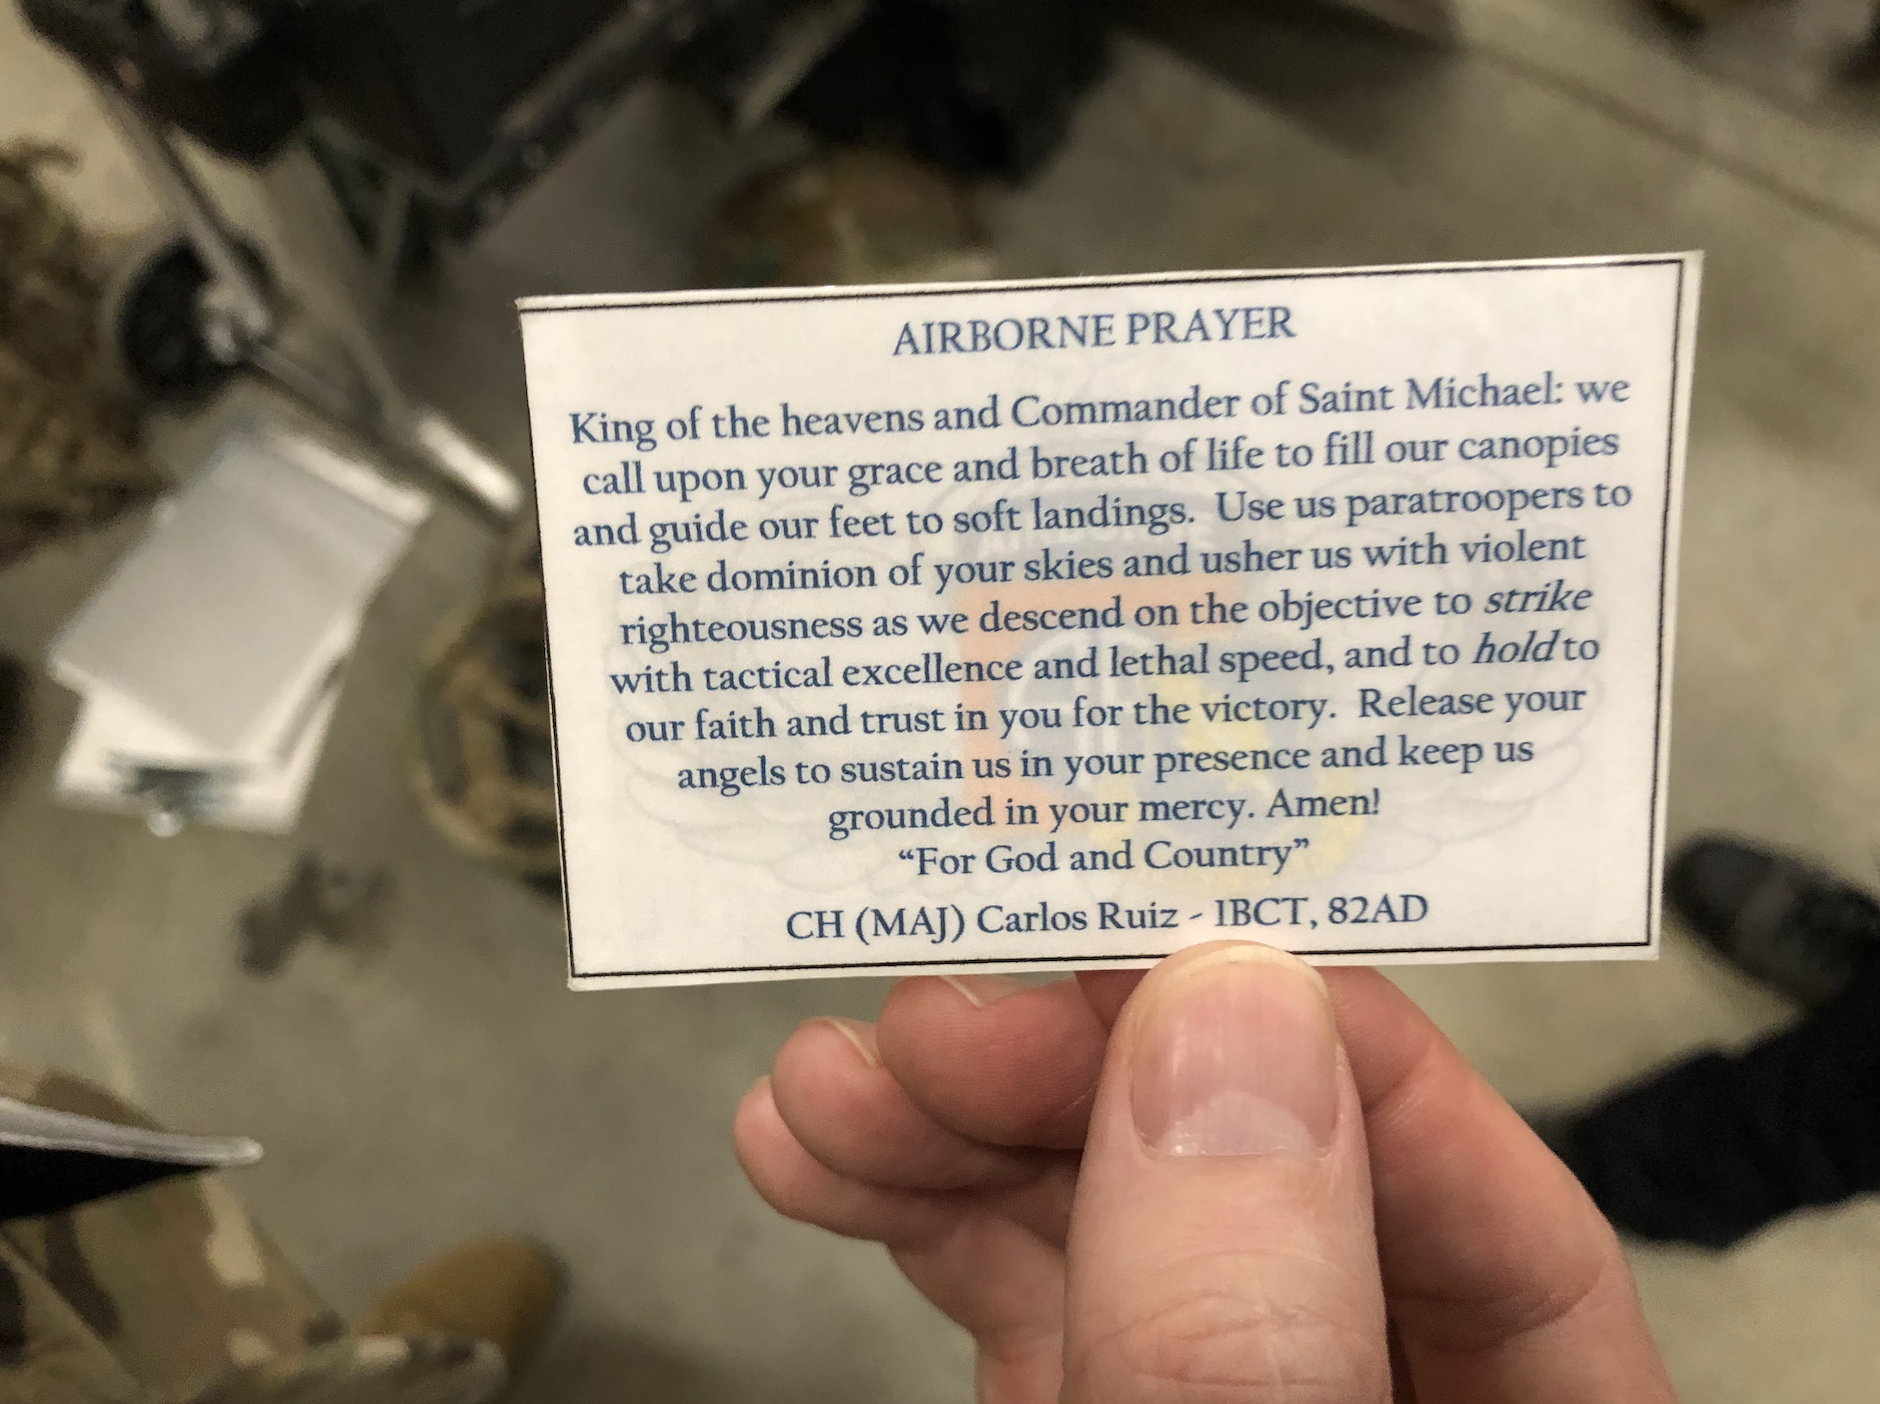 AIRBORNE PRAYER
King of the heavens and Commander of Saint Michael: we
call upon your grace and breath of life to fill our canopies
and guide our feet to soft landings. Use us paratroopers to
take dominion of your skies and usher us with violent
righteousness as we descend on the objective to strike
with tactical excellence and lethal speed, and to hold to
our faith and trust in you for the victory. Release your
angels to sustain us in your presence and keep us
grounded in your mercy. Amen!
“For God and Country”
CH (MAJ) Carlos Ruiz - 1BCT, 82AD